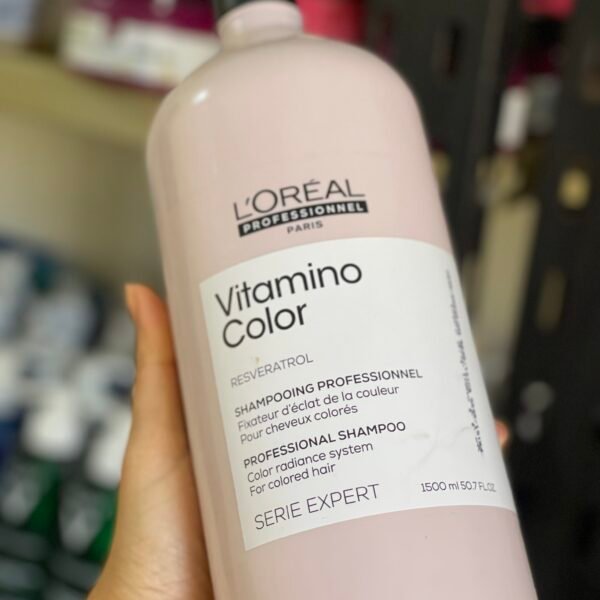 L'ORÉAL
PROFESSIONNEL
PARIS
Vitamino
Color
RESVERATROL
SHAMPOOING PROFESSIONNEL
Fixateur d'éclat de la couleur
Pour cheveux colorés
PROFESSIONAL SHAMPOO
Color radiance system
For colored hair
SERIE EXPERT
1500 ml 50.7 FL.OZ.